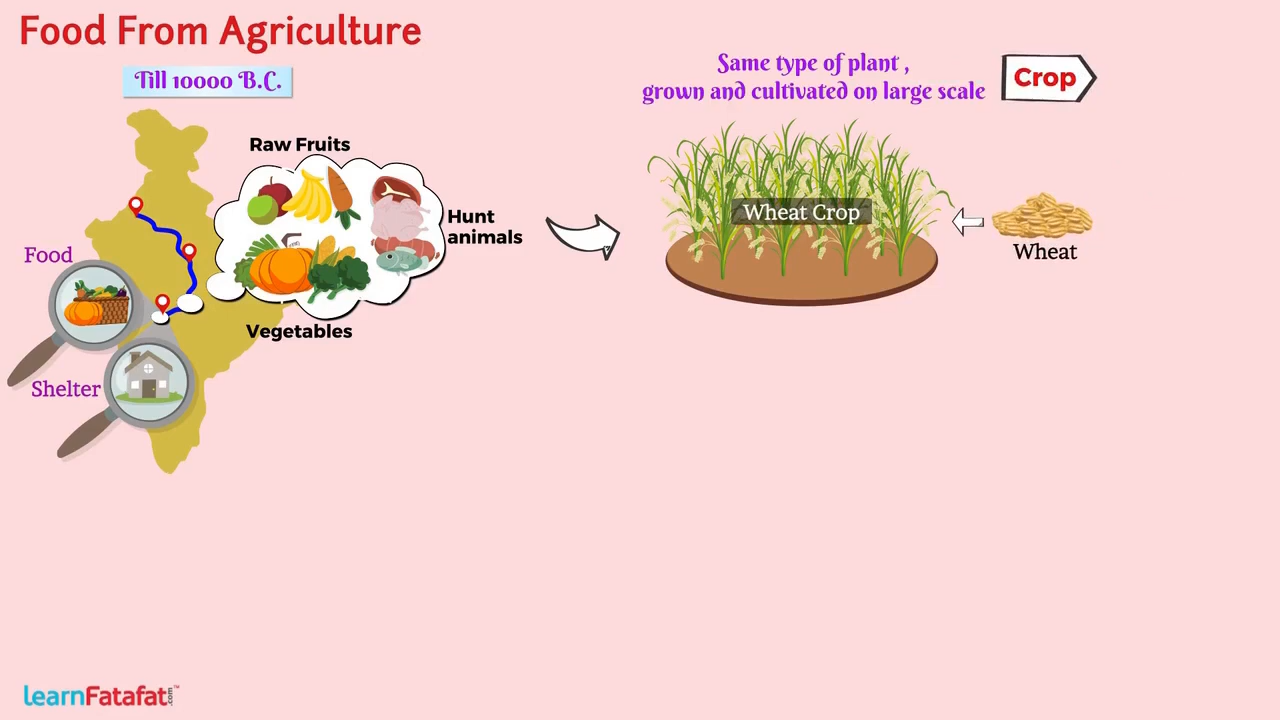 Food From Agriculture
Till 10000 B.C.
Same type of plant ,
grown and cultivated on large scale
Crop
Raw Fruits
Hunt
animals
Wheat Crop
Food
Wheat
Vegetables
Shelter
learnFatafat.com™